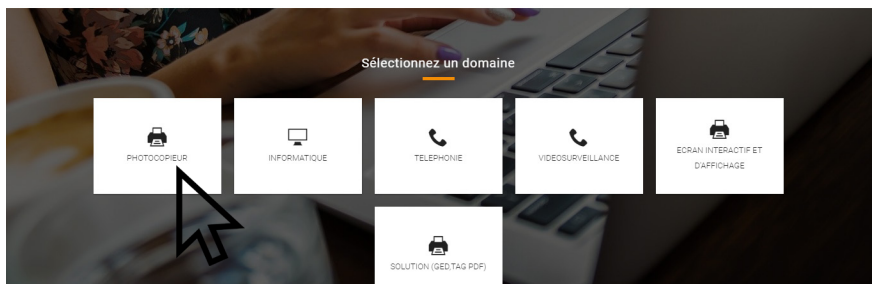 Sélectionnez un domaine
PHOTOCOPIEUR
INFORMATIQUE
TELEPHONIE
VIDEOSURVEILLANCE
ECRAN INTERACTIF ET
D'AFFICHAGE
SOLUTION (GED,TAG PDF)